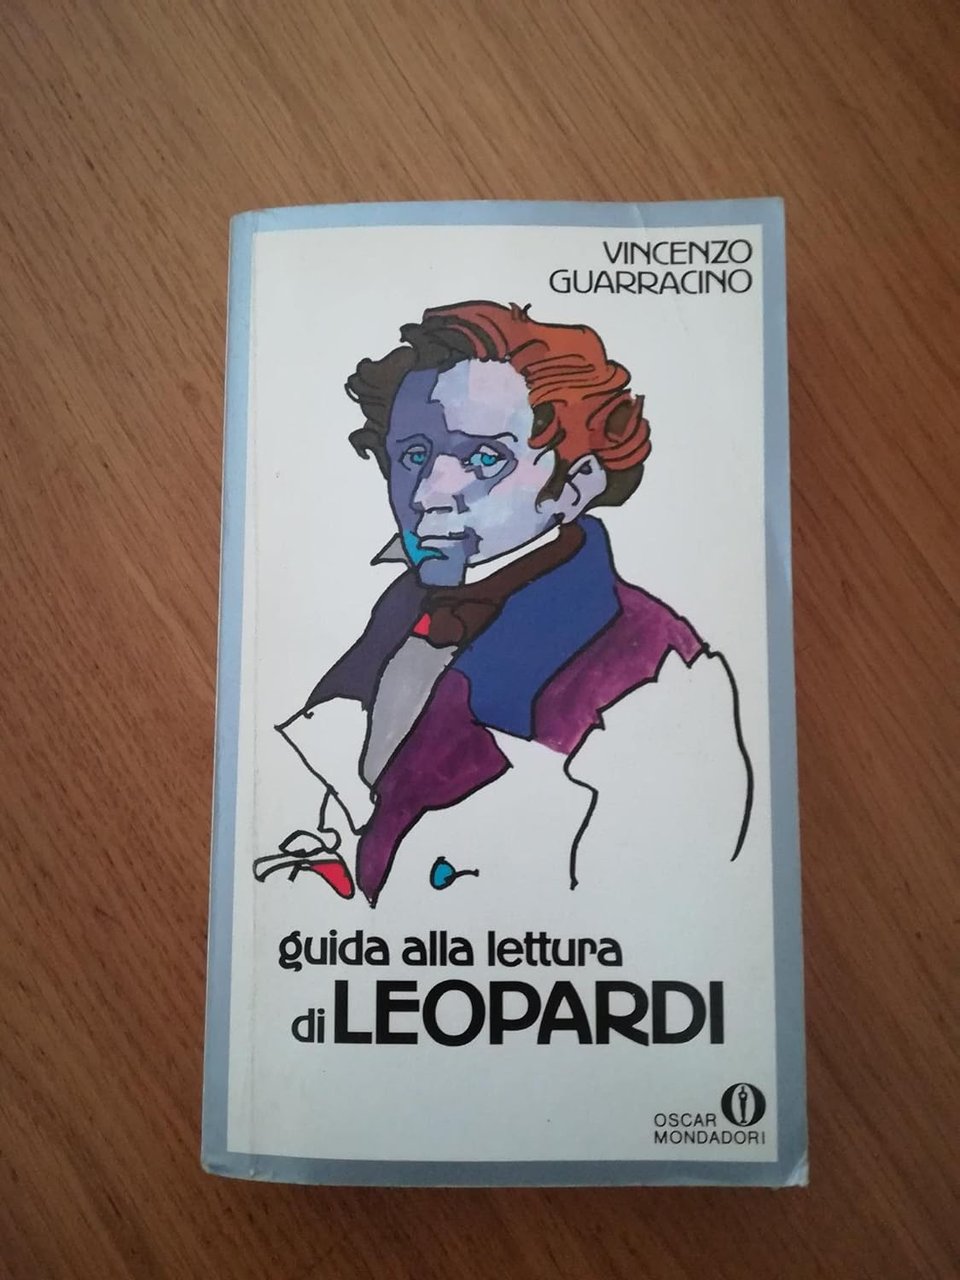 VINCENZO
GUARRACINO
guida alla lettura
di LEOPARDI
OSCAR
MONDADORI